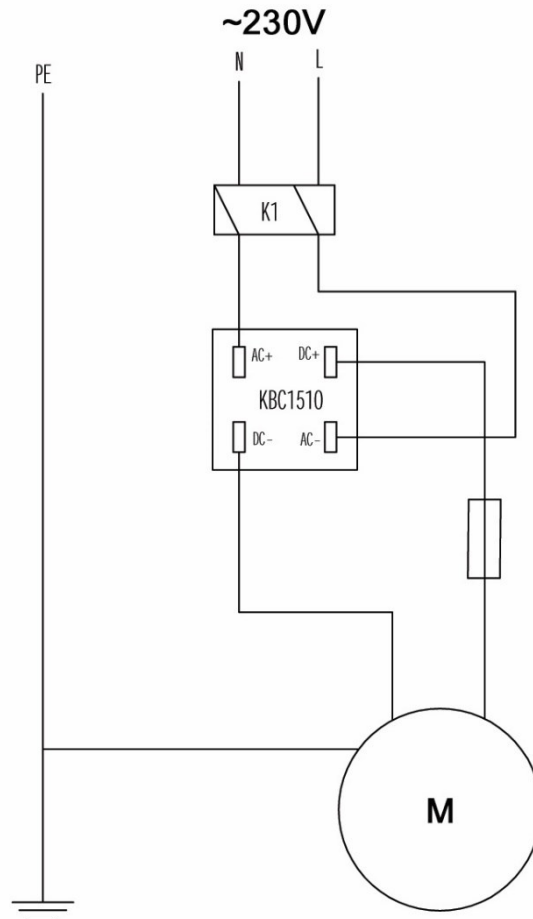 ~230V
N L
PE
K1
AC+ DC+
KBC1510
DC- AC-
M